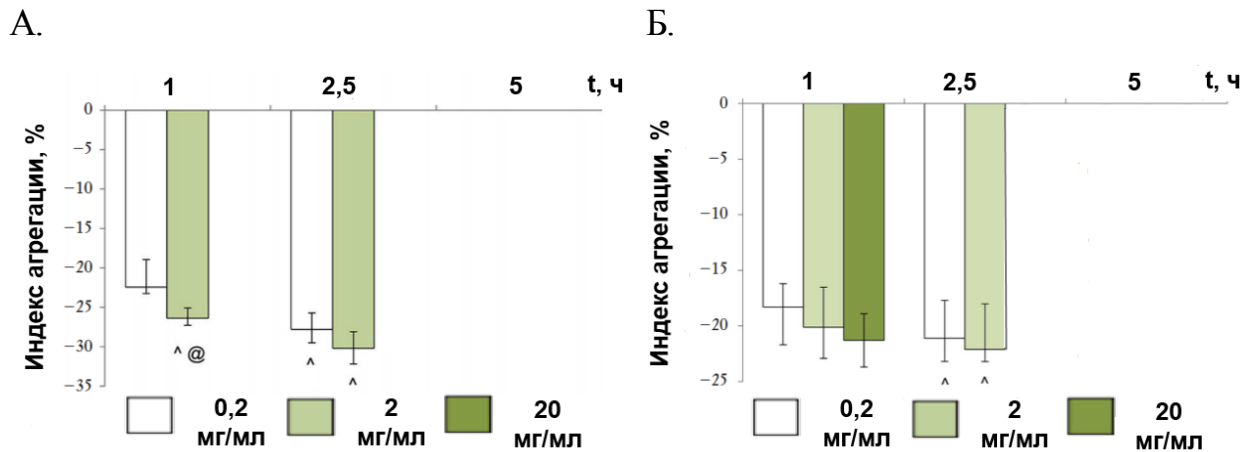 А.
1 2,5 5 t, ч
0
−5
−10
−15
−20
−25
−30
−35
Индекс агрегации, %
^ @
^
^
0,2 мг/мл
2 мг/мл
20 мг/мл
Б.
1 2,5 5 t, ч
0
−5
−10
−15
−20
−25
Индекс агрегации, %
^
^
0,2 мг/мл
2 мг/мл
20 мг/мл